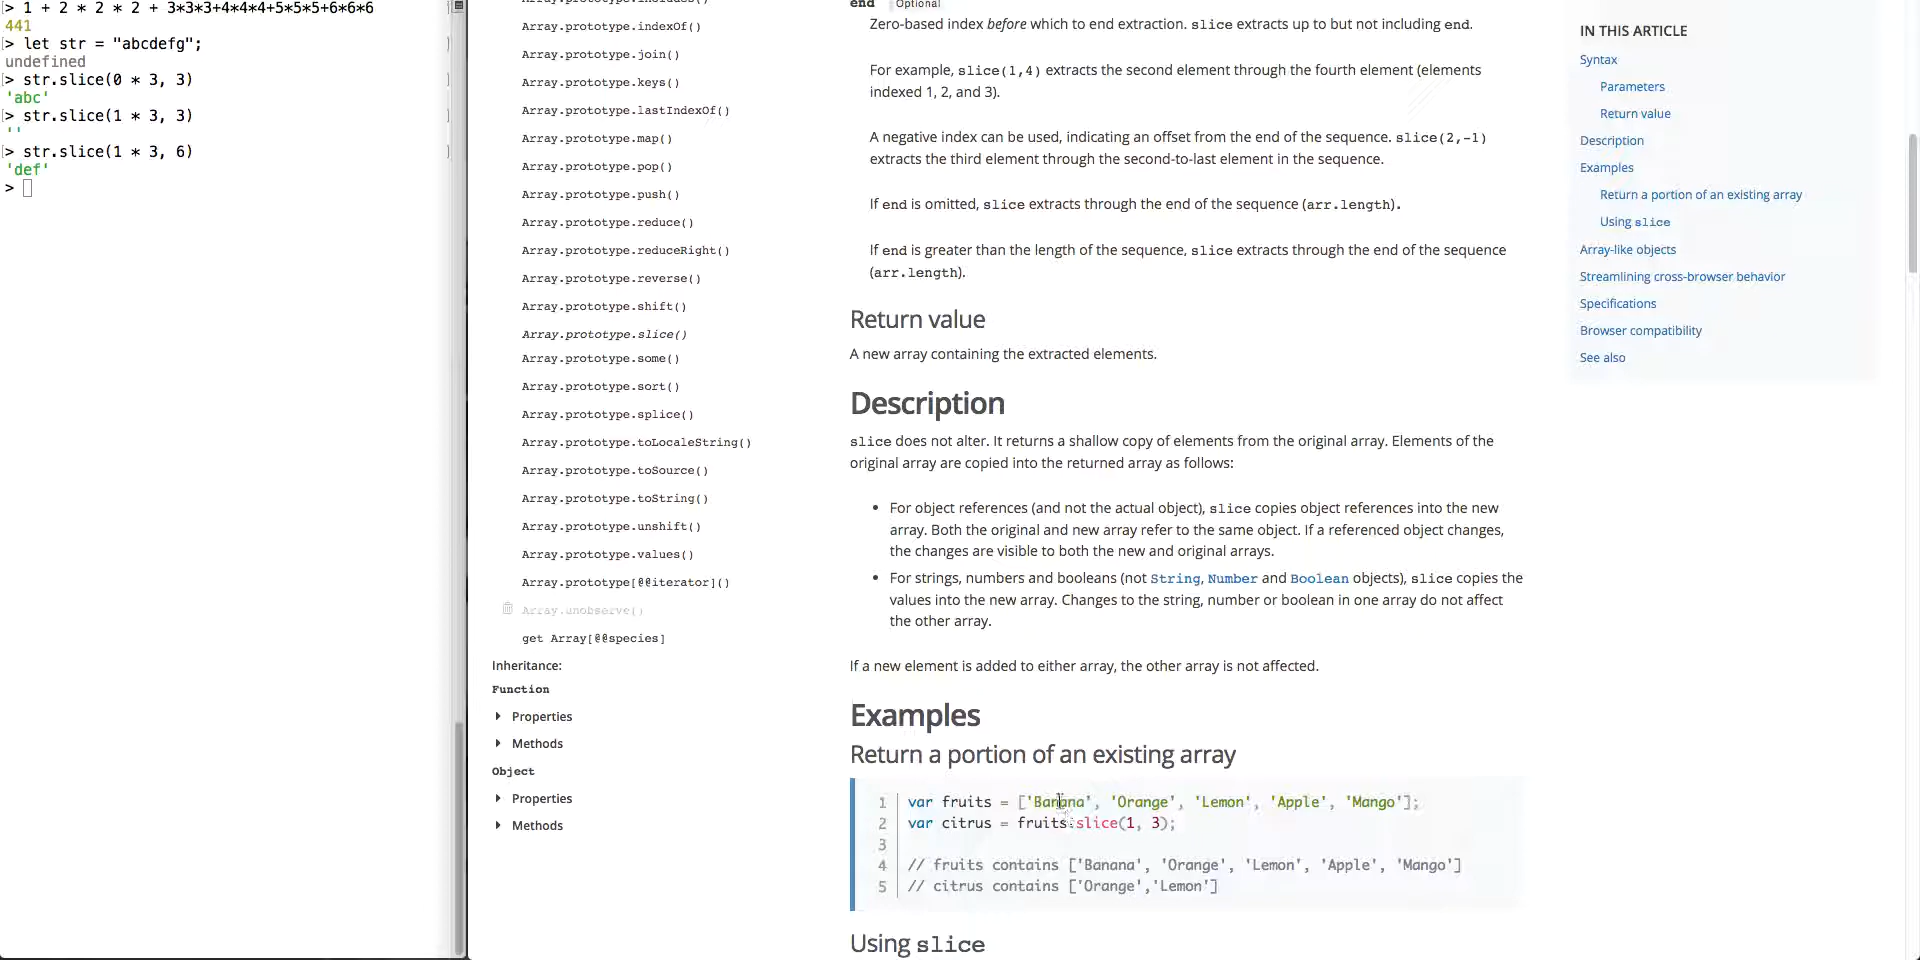 > 1 + 2 * 2 * 2 + 3*3*3+4*4*4+5*5*5+6*6*6
441
> let str = "abcdefg";
undefined
> str.slice(0 * 3, 3)
'abc'
> str.slice(1 * 3, 3)
''
> str.slice(1 * 3, 6)
'def'
>
Array.prototype.includes()
Array.prototype.indexOf()
Array.prototype.join()
Array.prototype.keys()
Array.prototype.lastIndexOf()
Array.prototype.map()
Array.prototype.pop()
Array.prototype.push()
Array.prototype.reduce()
Array.prototype.reduceRight()
Array.prototype.reverse()
Array.prototype.shift()
Array.prototype.slice()
Array.prototype.some()
Array.prototype.sort()
Array.prototype.splice()
Array.prototype.toLocaleString()
Array.prototype.toSource()
Array.prototype.toString()
Array.prototype.unshift()
Array.prototype.values()
Array.prototype[@@iterator]()
Array.unobserve()
get Array[@@species]
Inheritance:
Function
Properties
Methods
Object
Properties
Methods
end Optional
Zero-based index before which to end extraction. slice extracts up to but not including end.
For example, slice(1,4) extracts the second element through the fourth element (elements
indexed 1, 2, and 3).
A negative index can be used, indicating an offset from the end of the sequence. slice(2,-1)
extracts the third element through the second-to-last element in the sequence.
If end is omitted, slice extracts through the end of the sequence (arr.length).
If end is greater than the length of the sequence, slice extracts through the end of the sequence
(arr.length).
Return value
A new array containing the extracted elements.
Description
slice does not alter. It returns a shallow copy of elements from the original array. Elements of the
original array are copied into the returned array as follows:
• For object references (and not the actual object), slice copies object references into the new
array. Both the original and new array refer to the same object. If a referenced object changes,
the changes are visible to both the new and original arrays.
• For strings, numbers and booleans (not String, Number and Boolean objects), slice copies the
values into the new array. Changes to the string, number or boolean in one array do not affect
the other array.
If a new element is added to either array, the other array is not affected.
Examples
Return a portion of an existing array
1 var fruits = ['Banana', 'Orange', 'Lemon', 'Apple', 'Mango'];
2 var citrus = fruits.slice(1, 3);
3
4 // fruits contains ['Banana', 'Orange', 'Lemon', 'Apple', 'Mango']
5 // citrus contains ['Orange','Lemon']
Using slice
IN THIS ARTICLE
Syntax
Parameters
Return value
Description
Examples
Return a portion of an existing array
Using slice
Array-like objects
Streamlining cross-browser behavior
Specifications
Browser compatibility
See also